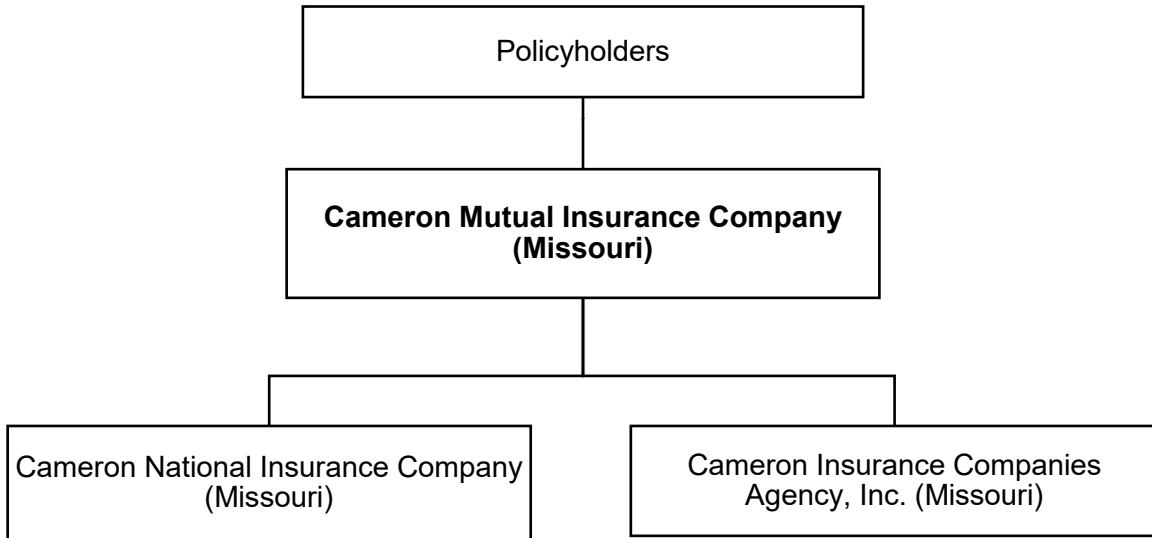 Policyholders
Cameron Mutual Insurance Company
(Missouri)
Cameron National Insurance Company
(Missouri)
Cameron Insurance Companies
Agency, Inc. (Missouri)